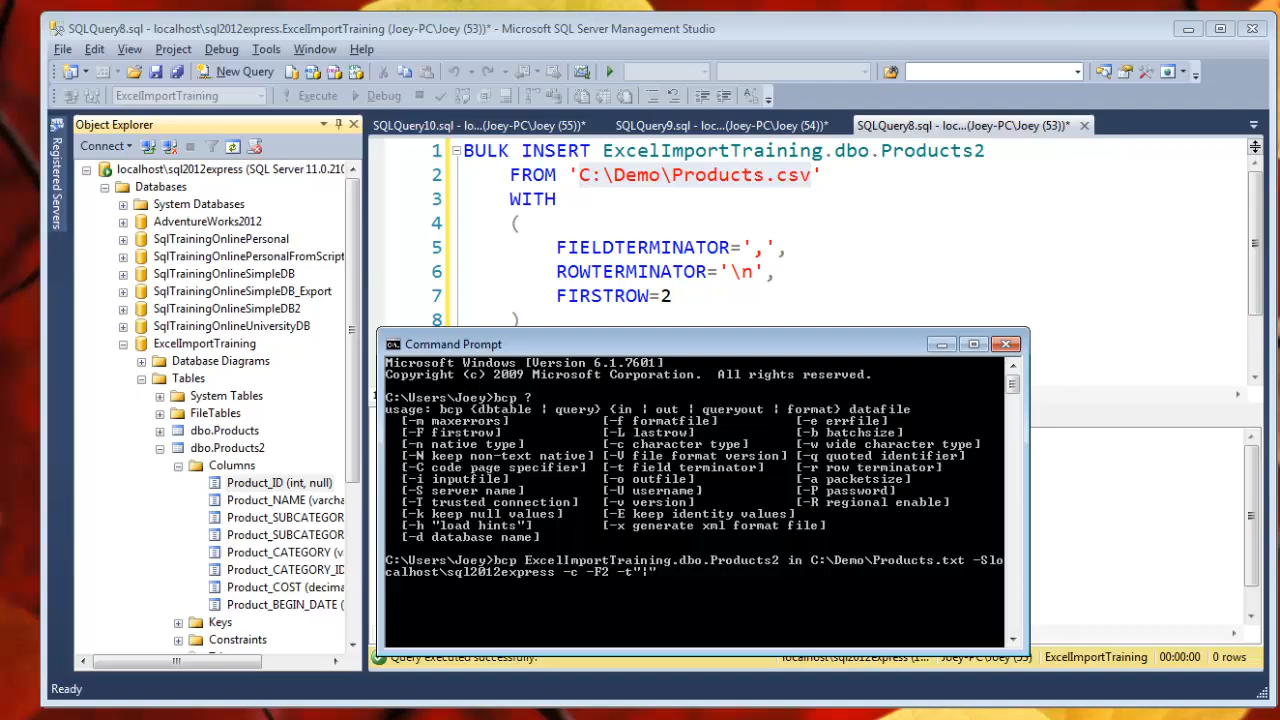 SQLQuery8.sql - localhost\sql2012express.ExcelImportTraining (Joey-PC\Joey (53))* - Microsoft SQL Server Management Studio
File Edit View Project Debug Tools Window Help
New Query
ExcelImportTraining Execute Debug
Registered Servers
Object Explorer
Connect
localhost\sql2012express (SQL Server 11.0.210
Databases
System Databases
AdventureWorks2012
SqlTrainingOnlinePersonal
SqlTrainingOnlinePersonalFromScript
SqlTrainingOnlineSimpleDB
SqlTrainingOnlineSimpleDB_Export
SqlTrainingOnlineSimpleDB2
SqlTrainingOnlineUniversityDB
ExcelImportTraining
Database Diagrams
Tables
System Tables
FileTables
dbo.Products
dbo.Products2
Columns
Product_ID (int, null)
Product_NAME (varcha
Product_SUBCATEGOR
Product_SUBCATEGOR
Product_CATEGORY (v
Product_CATEGORY_ID
Product_COST (decima
Product_BEGIN_DATE (
Keys
Constraints
SQLQuery10.sql - lo...(Joey-PC\Joey (55))* SQLQuery9.sql - loc...(Joey-PC\Joey (54))* SQLQuery8.sql - loc...(Joey-PC\Joey (53))*
1 BULK INSERT ExcelImportTraining.dbo.Products2
2 FROM 'C:\Demo\Products.csv'
3 WITH
4 (
5 FIELDTERMINATOR=',',
6 ROWTERMINATOR='\n',
7 FIRSTROW=2
8 )
Command Prompt
Microsoft Windows [Version 6.1.7601]
Copyright (c) 2009 Microsoft Corporation. All rights reserved.
C:\Users\Joey>bcp ?
usage: bcp {dbtable | query} {in | out | queryout | format} datafile
[-m maxerrors] [-f formatfile] [-e errfile]
[-F firstrow] [-L lastrow] [-b batchsize]
[-n native type] [-c character type] [-w wide character type]
[-N keep non-text native] [-V file format version] [-q quoted identifier]
[-C code page specifier] [-t field terminator] [-r row terminator]
[-i inputfile] [-o outfile] [-a packetsize]
[-S server name] [-U username] [-P password]
[-T trusted connection] [-v version] [-R regional enable]
[-k keep null values] [-E keep identity values]
[-h "load hints"] [-x generate xml format file]
[-d database name]
C:\Users\Joey>bcp ExcelImportTraining.dbo.Products2 in C:\Demo\Products.txt -Slo
calhost\sql2012express -c -F2 -t"|"
Query executed successfully. ExcelImportTraining 00:00:00 0 rows
Ready